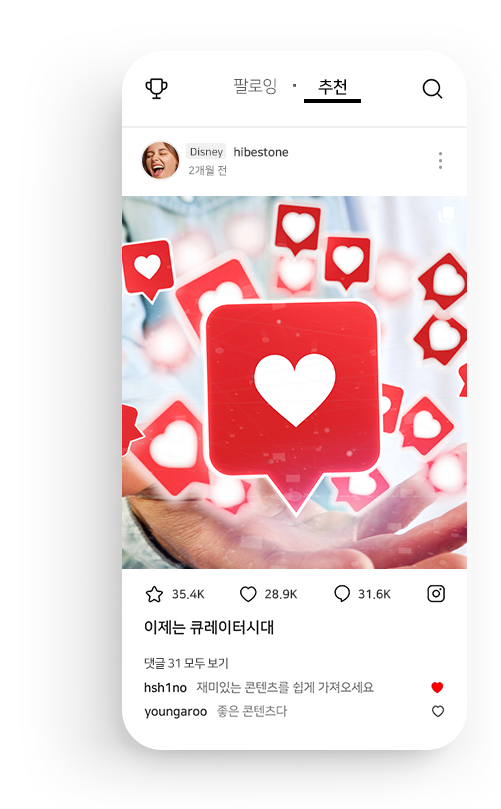 팔로잉 · 추천
Disney hibestone
2개월 전
35.4K 28.9K 31.6K
이제는 큐레이터시대
댓글 31 모두 보기
hsh1no 재미있는 콘텐츠를 쉽게 가져오세요
youngaroo 좋은 콘텐츠다